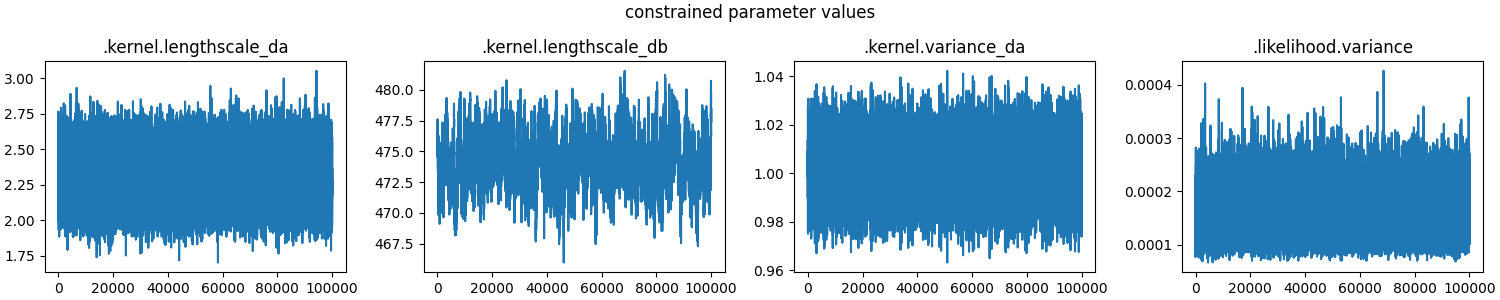 constrained parameter values
.kernel.lengthscale_da
3.00
2.75
2.50
2.25
2.00
1.75
0 20000 40000 60000 80000 100000
.kernel.lengthscale_db
480.0
477.5
475.0
472.5
470.0
467.5
0 20000 40000 60000 80000 100000
.kernel.variance_da
1.04
1.02
1.00
0.98
0.96
0 20000 40000 60000 80000 100000
.likelihood.variance
0.0004
0.0003
0.0002
0.0001
0 20000 40000 60000 80000 100000